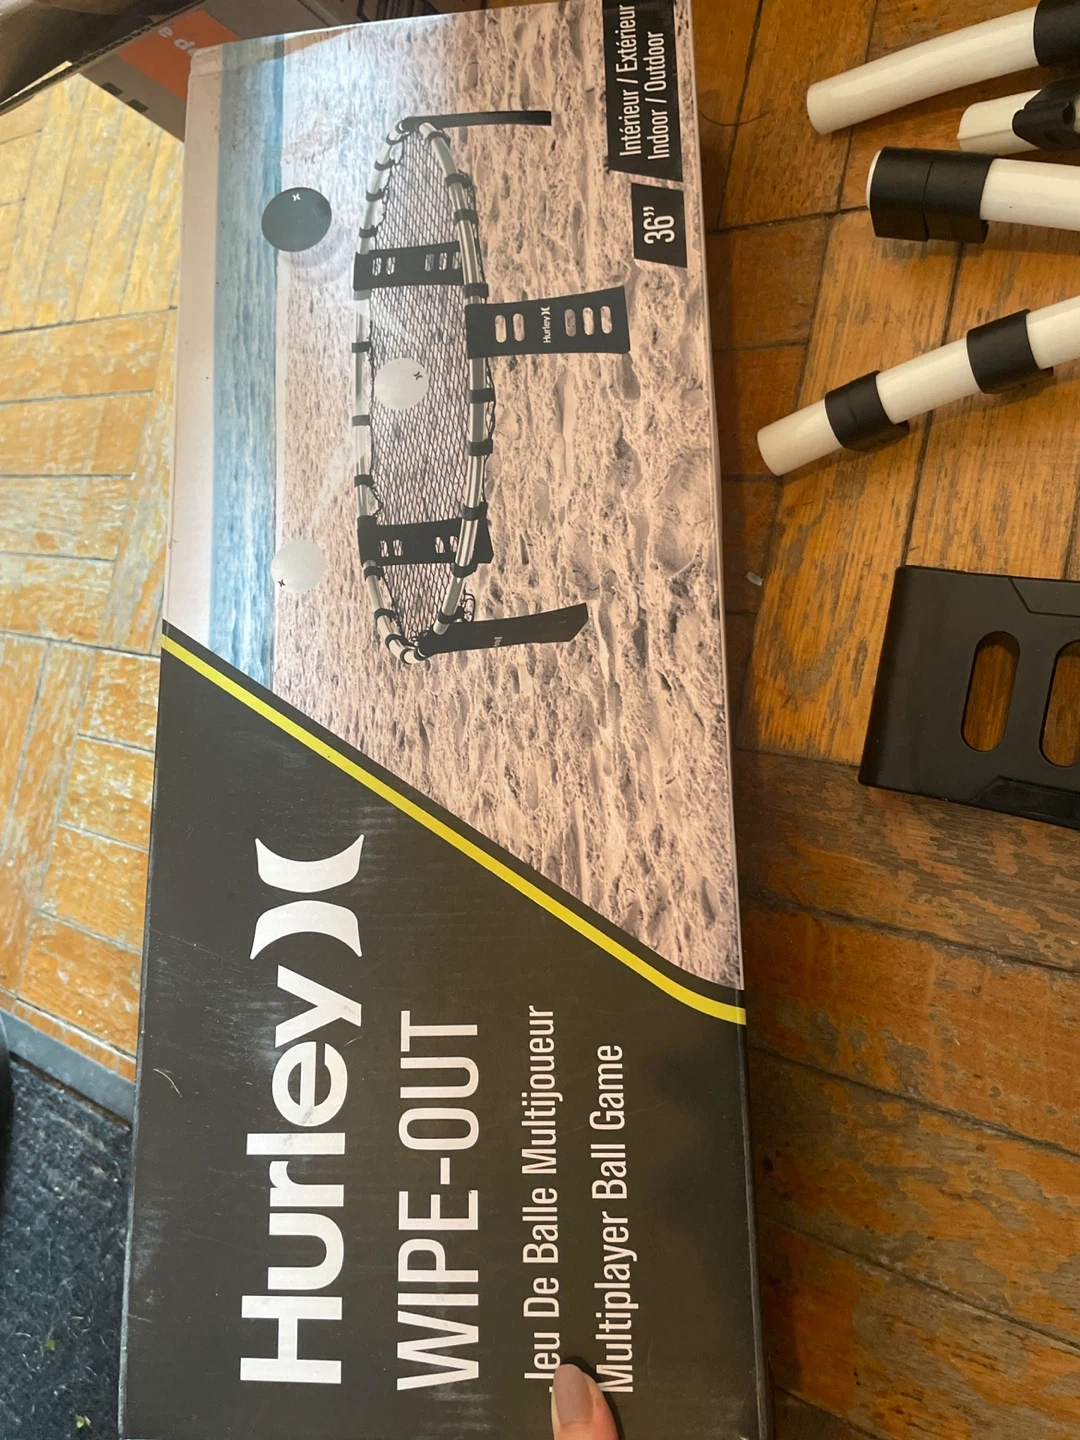 Hurley
WIPE-OUT
Jeu De Balle Multijoueur
Multiplayer Ball Game
36"
Intérieur / Extérieur
Indoor / Outdoor
Hurley